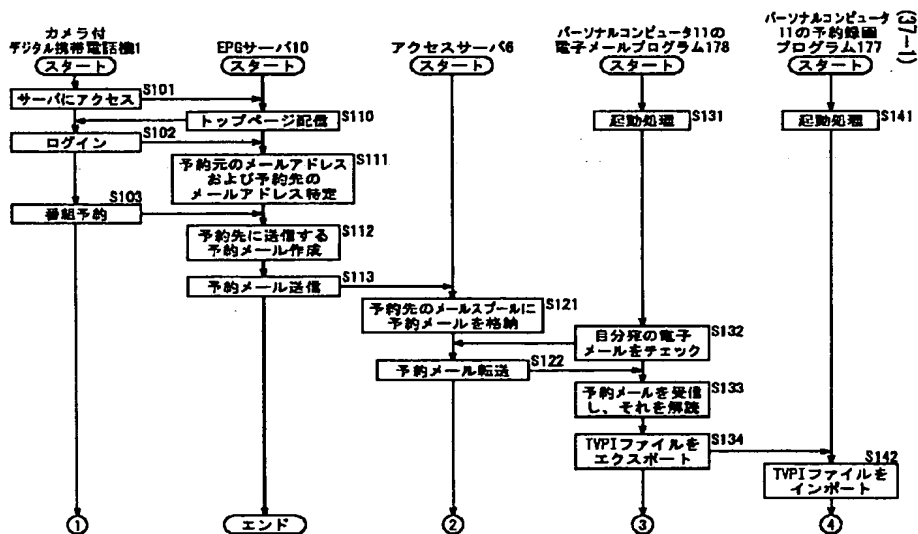 (37-1)
カメラ付
デジタル携帯電話機1
スタート
サーバにアクセス
S101
ログイン
S102
番組予約
S103
①
EPGサーバ10
スタート
トップページ配信
S110
予約元のメールアドレス
および予約先の
メールアドレス特定
S111
予約先に送信する
予約メール作成
S112
予約メール送信
S113
エンド
アクセスサーバ6
スタート
予約先のメールスプールに
予約メールを格納
S121
予約メール転送
S122
②
パーソナルコンピュータ11の
電子メールプログラム178
スタート
起動処理
S131
自分宛の電子
メールをチェック
S132
予約メールを受信
し、それを解読
S133
TVPIファイルを
エクスポート
S134
③
パーソナルコンピュータ
11の予約録画
プログラム177
スタート
起動処理
S141
TVPIファイルを
インポート
S142
④